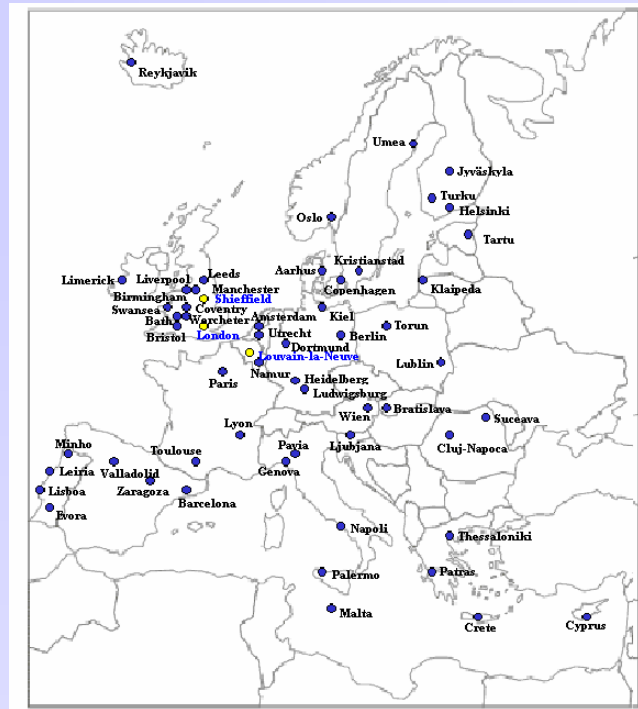 Reykjavik
Umea
Jyväskyla
Turku
Helsinki
Oslo
Tartu
Aarhus
Kristianstad
Limerick
Liverpool
Leeds
Manchester
Copenhagen
Klaipeda
Birmingham
Shieffield
Swansea
Coventry
Kiel
Bath
Worcheter
Amsterdam
Torun
Bristol
London
Utrecht
Berlin
Dortmund
Louvain-la-Neuve
Lublin
Paris
Namur
Heidelberg
Ludwigsburg
Wien
Bratislava
Suceava
Lyon
Ljubjana
Cluj-Napoca
Minho
Toulouse
Pavia
Leiria
Valladolid
Genova
Zaragoza
Lisboa
Barcelona
Evora
Napoli
Thessaloniki
Palermo
Patras
Malta
Crete
Cyprus